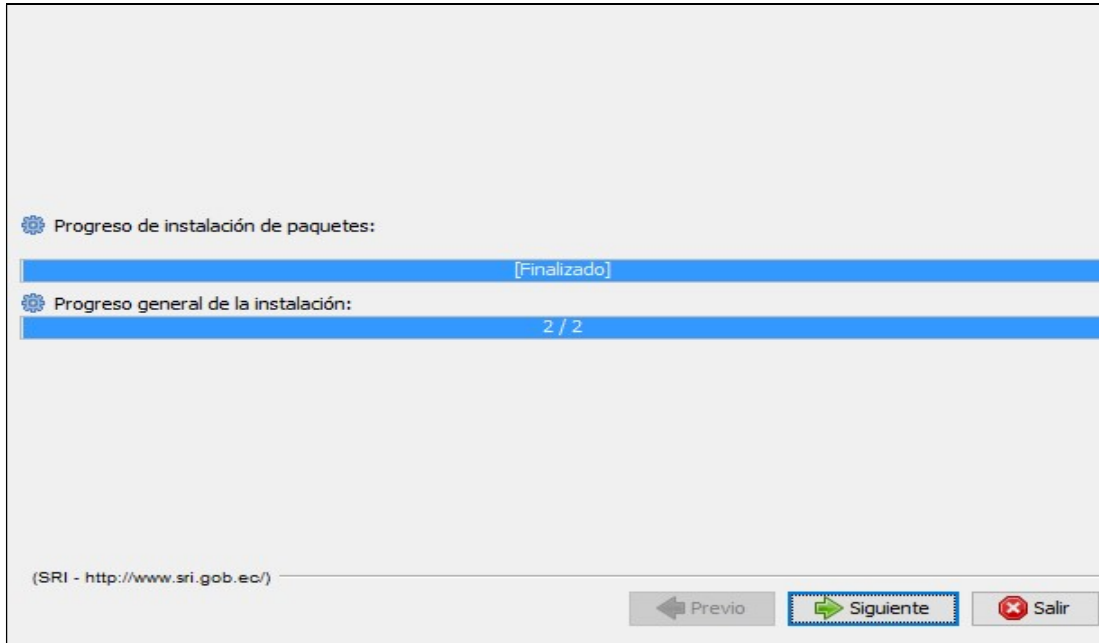 Progreso de instalación de paquetes:
[Finalizado]
Progreso general de la instalación:
2 / 2
(SRI - http://www.sri.gob.ec/)
Previo
Siguiente
Salir